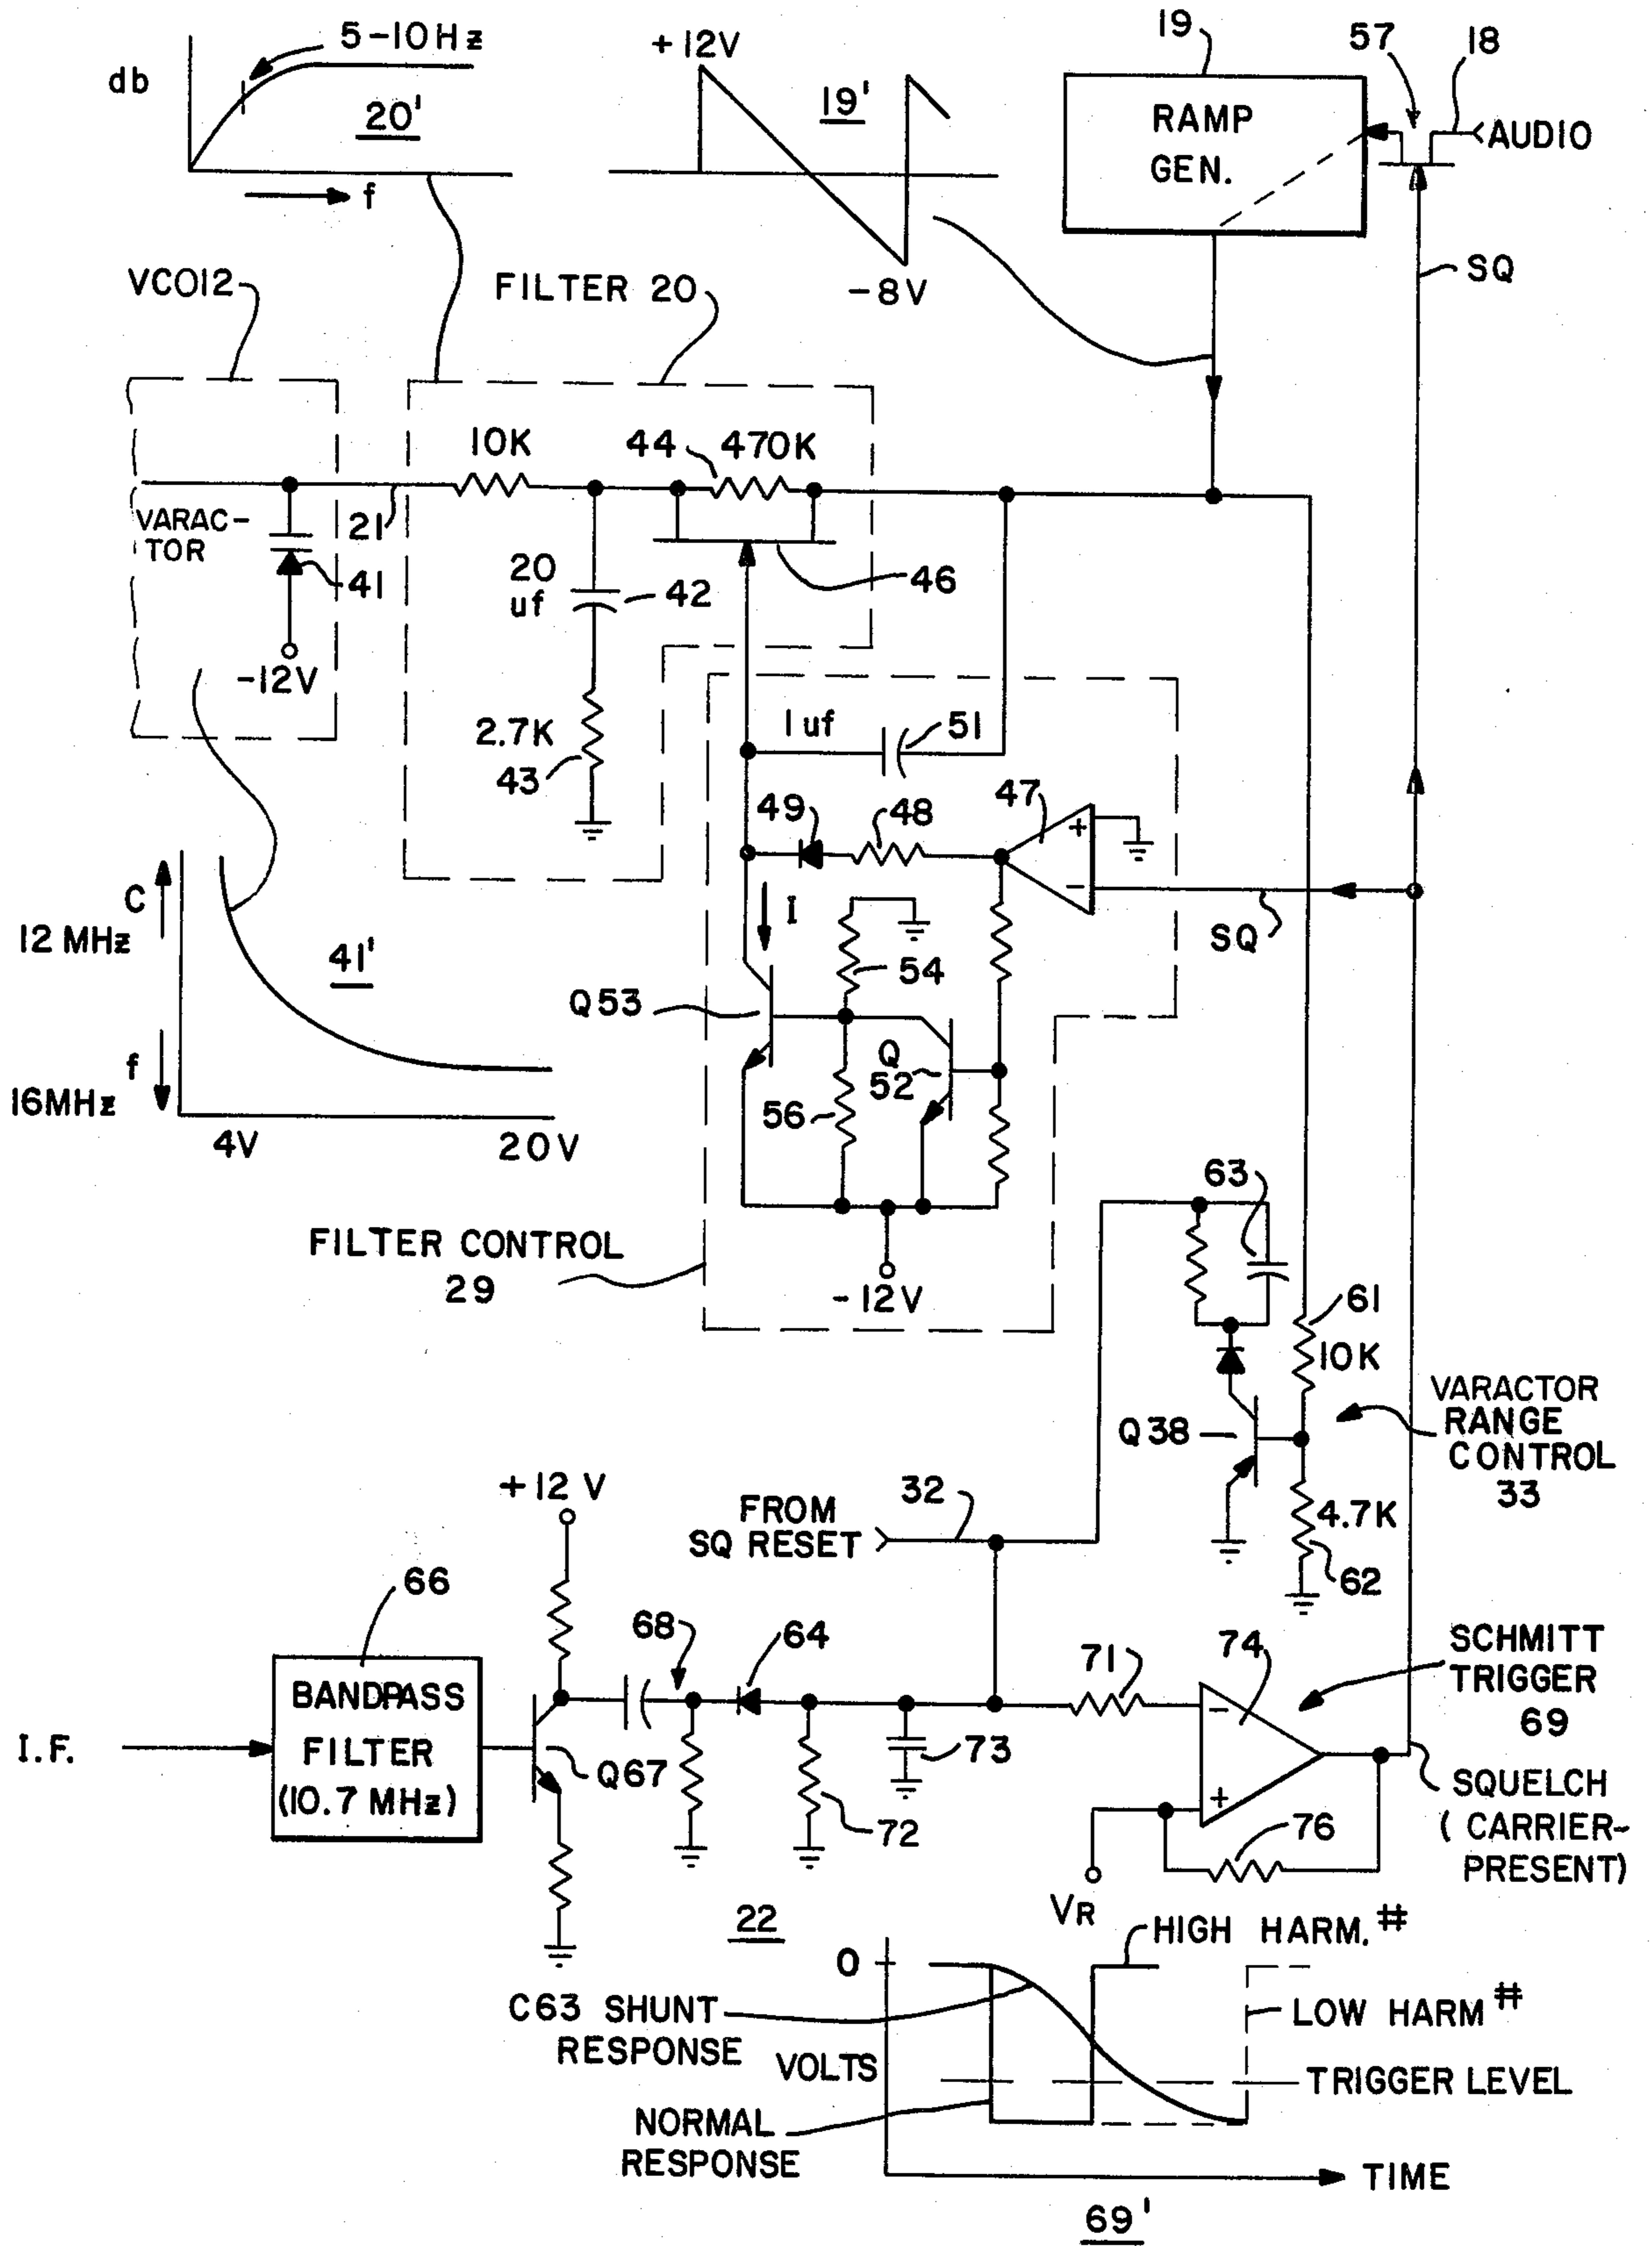 5-10Hz
db
20'
f
+12V
19'
-8V
19
RAMP
GEN.
57
18
AUDIO
SQ
VCO12
FILTER 20
10K
44
470K
VARAC-
TOR
21
41
-12V
20
uf
42
46
2.7K
43
1uf
51
49
48
47
+
-
SQ
I
54
Q53
Q
52
56
-12V
C
12 MHz
41'
f
16MHz
4V
20V
FILTER CONTROL
29
63
61
10K
Q38
VARACTOR
RANGE
CONTROL
33
4.7K
62
+12 V
FROM
SQ RESET
32
66
BANDPASS
FILTER
(10.7 MHz)
I.F.
Q67
68
64
72
73
71
74
-
+
SCHMITT
TRIGGER
69
76
VR
SQUELCH
(CARRIER-
PRESENT)
22
0
HIGH HARM.#
C63 SHUNT
RESPONSE
LOW HARM#
VOLTS
TRIGGER LEVEL
NORMAL
RESPONSE
TIME
69'